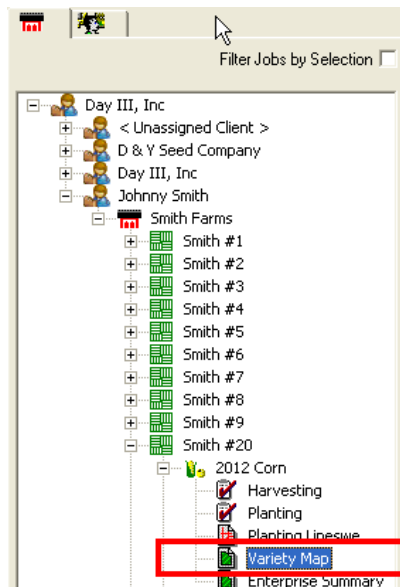 Filter Jobs by Selection
Day III, Inc
< Unassigned Client >
D & Y Seed Company
Day III, Inc
Johnny Smith
Smith Farms
Smith #1
Smith #2
Smith #3
Smith #4
Smith #5
Smith #6
Smith #7
Smith #8
Smith #9
Smith #20
2012 Corn
Harvesting
Planting
Planting Lineswe
Variety Map
Enterprise Summary